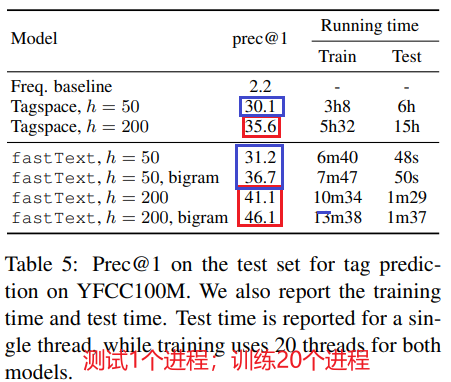 Model prec@1 Running time
Train Test
Freq. baseline 2.2 - -
Tagspace, h = 50 30.1 3h8 6h
Tagspace, h = 200 35.6 5h32 15h
fastText, h = 50 31.2 6m40 48s
fastText, h = 50, bigram 36.7 7m47 50s
fastText, h = 200 41.1 10m34 1m29
fastText, h = 200, bigram 46.1 13m38 1m37
Table 5: Prec@1 on the test set for tag predic-
tion on YFCC100M. We also report the training
time and test time. Test time is reported for a sin-
gle thread, while training uses 20 threads for both
models.
测试1个进程，训练20个进程